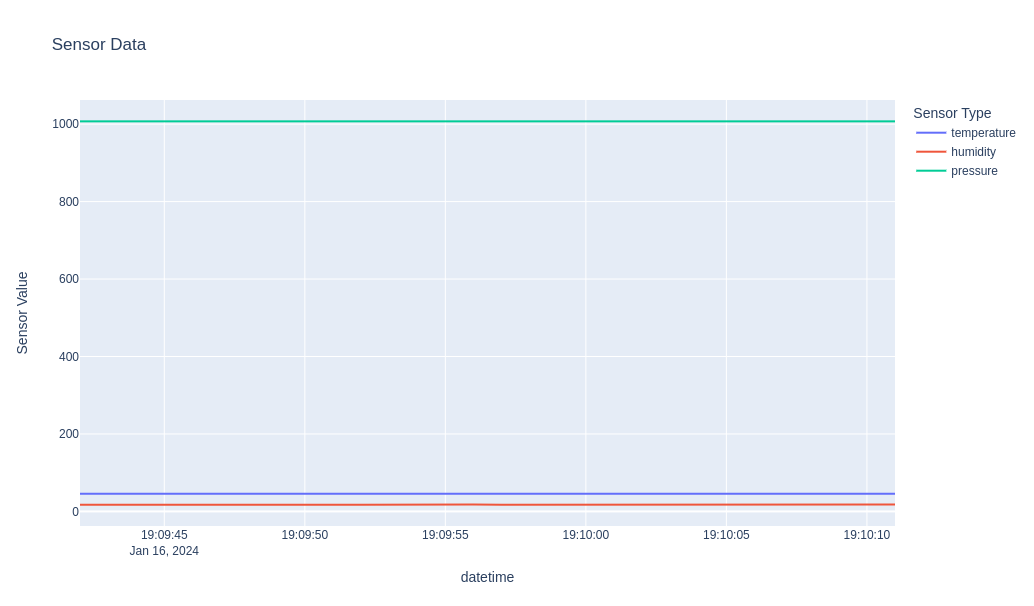 Sensor Data
Sensor Type
temperature
humidity
pressure
Sensor Value
1000
800
600
400
200
0
19:09:45
Jan 16, 2024
19:09:50
19:09:55
19:10:00
19:10:05
19:10:10
datetime